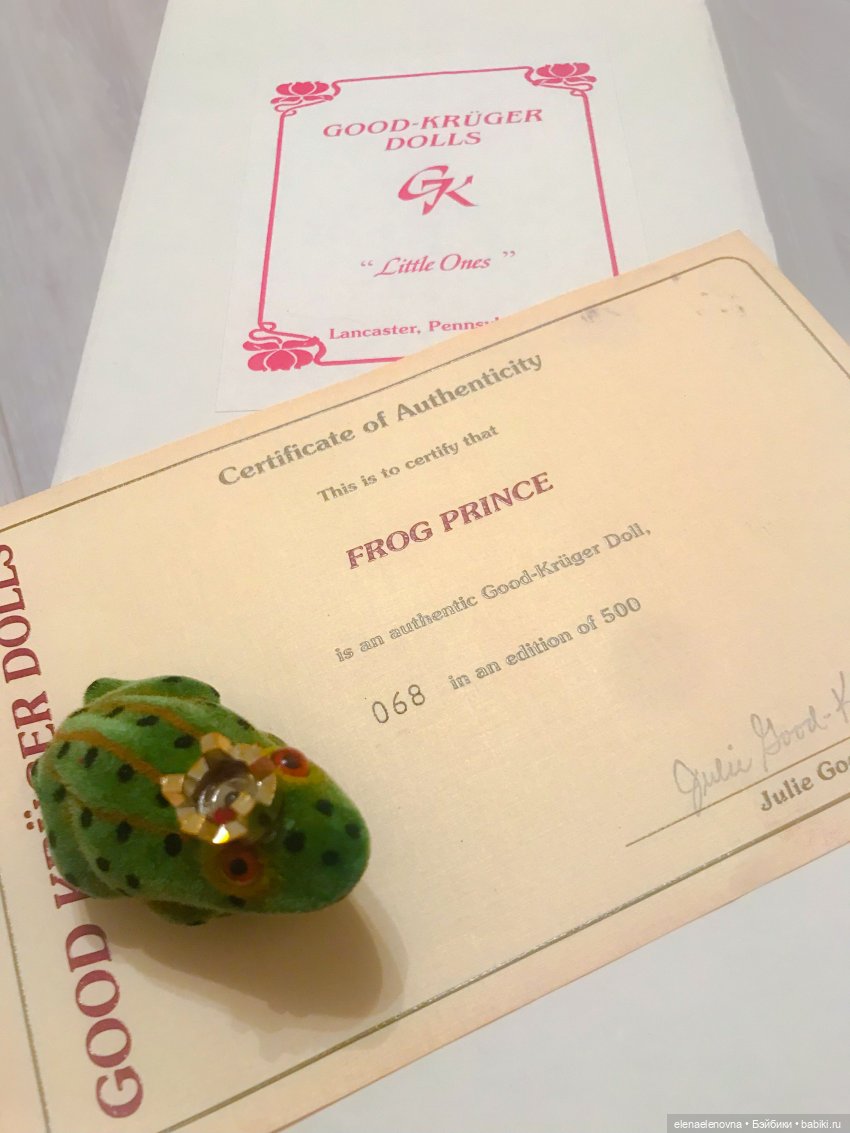 GOOD-KRÜGER
DOLLS
GK
“ Little Ones ”
Lancaster,
Certificate of Authenticity
This is to certify that
FROG PRINCE
is an authentic Good-Krüger Doll,
068 in an edition of 500
Julie Good-K
Julie Goo
GOOD KRÜGER DOLLS
elenaelenovna • Бэйбики • babiki.ru